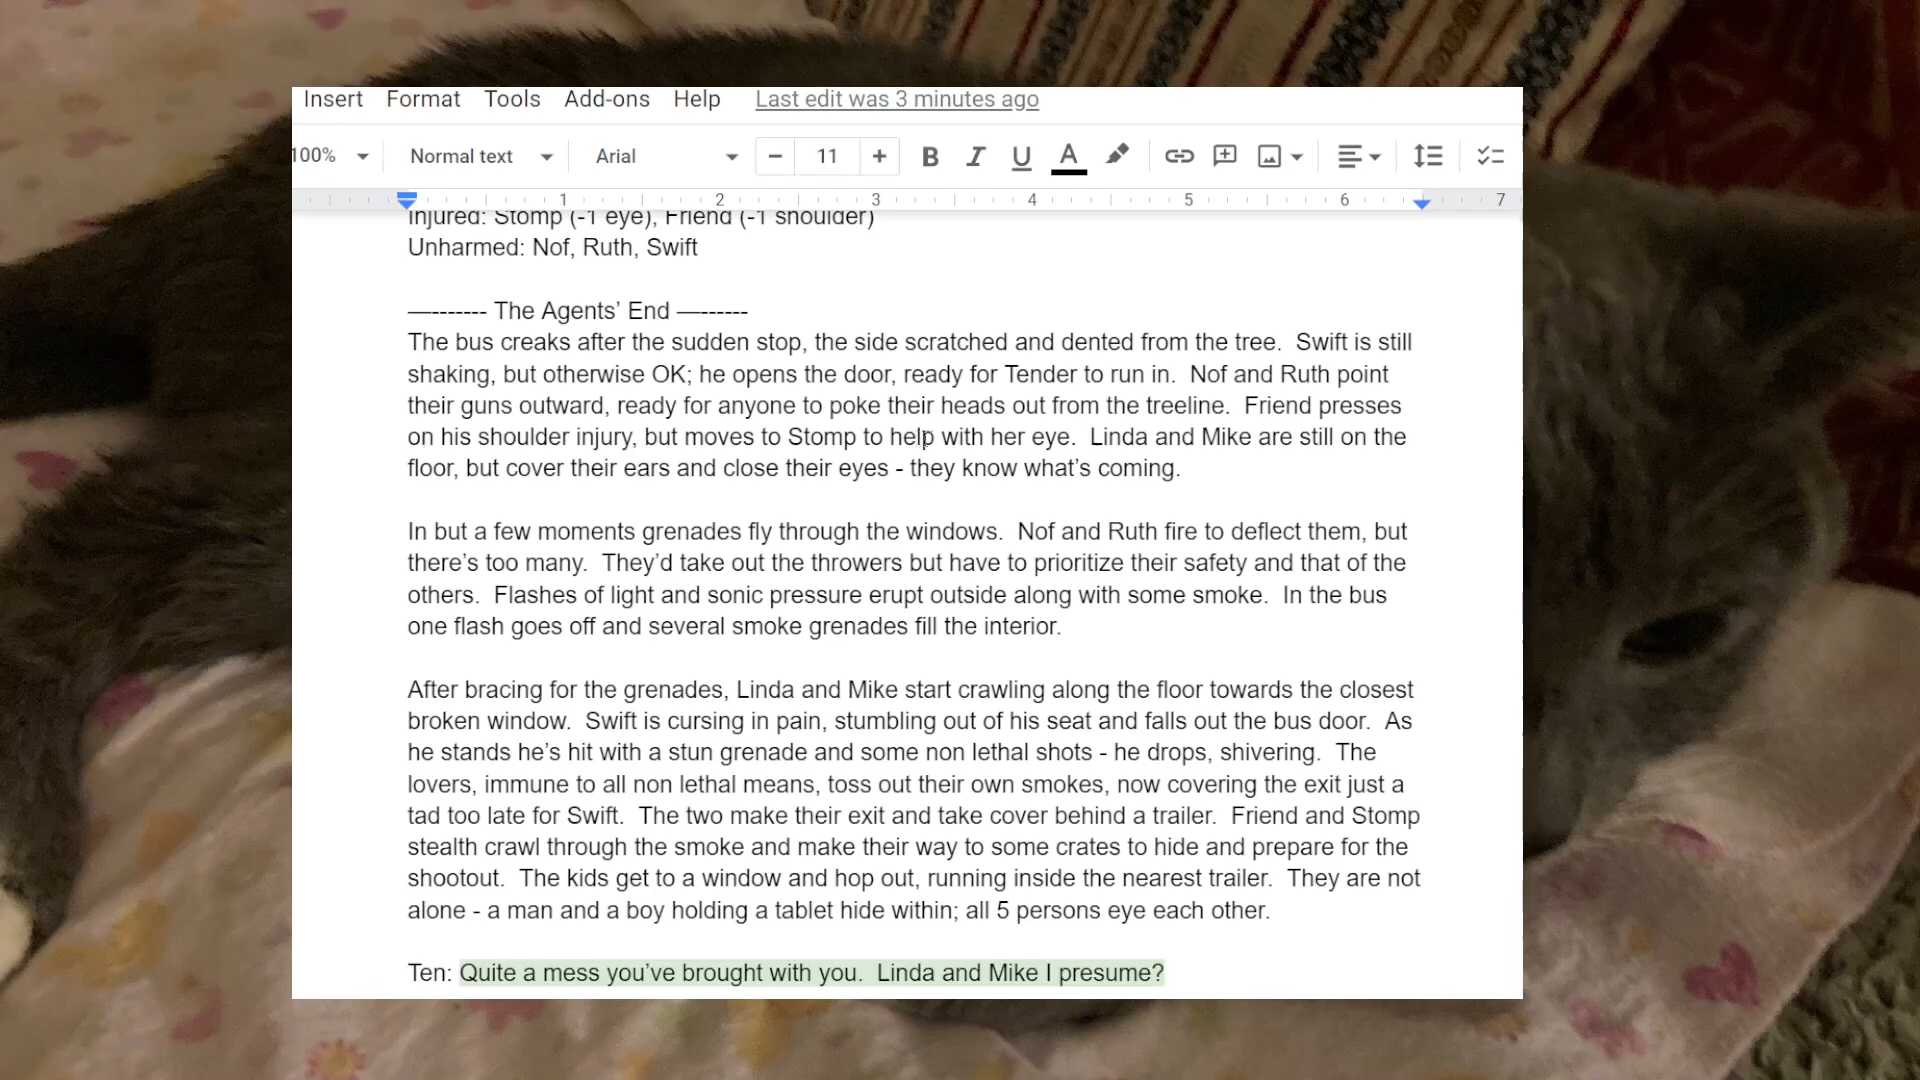 Insert Format Tools Add-ons Help Last edit was 3 minutes ago
100% Normal text Arial 11 B I U A
1 2 3 4 5 6 7
Injured: Stomp (-1 eye), Friend (-1 shoulder)
Unharmed: Nof, Ruth, Swift
—------- The Agents’ End —------
The bus creaks after the sudden stop, the side scratched and dented from the tree.  Swift is still
shaking, but otherwise OK; he opens the door, ready for Tender to run in.  Nof and Ruth point
their guns outward, ready for anyone to poke their heads out from the treeline.  Friend presses
on his shoulder injury, but moves to Stomp to help with her eye.  Linda and Mike are still on the
floor, but cover their ears and close their eyes - they know what’s coming.
In but a few moments grenades fly through the windows.  Nof and Ruth fire to deflect them, but
there’s too many.  They’d take out the throwers but have to prioritize their safety and that of the
others.  Flashes of light and sonic pressure erupt outside along with some smoke.  In the bus
one flash goes off and several smoke grenades fill the interior.
After bracing for the grenades, Linda and Mike start crawling along the floor towards the closest
broken window.  Swift is cursing in pain, stumbling out of his seat and falls out the bus door.  As
he stands he’s hit with a stun grenade and some non lethal shots - he drops, shivering.  The
lovers, immune to all non lethal means, toss out their own smokes, now covering the exit just a
tad too late for Swift.  The two make their exit and take cover behind a trailer.  Friend and Stomp
stealth crawl through the smoke and make their way to some crates to hide and prepare for the
shootout.  The kids get to a window and hop out, running inside the nearest trailer.  They are not
alone - a man and a boy holding a tablet hide within; all 5 persons eye each other.
Ten: Quite a mess you’ve brought with you.  Linda and Mike I presume?